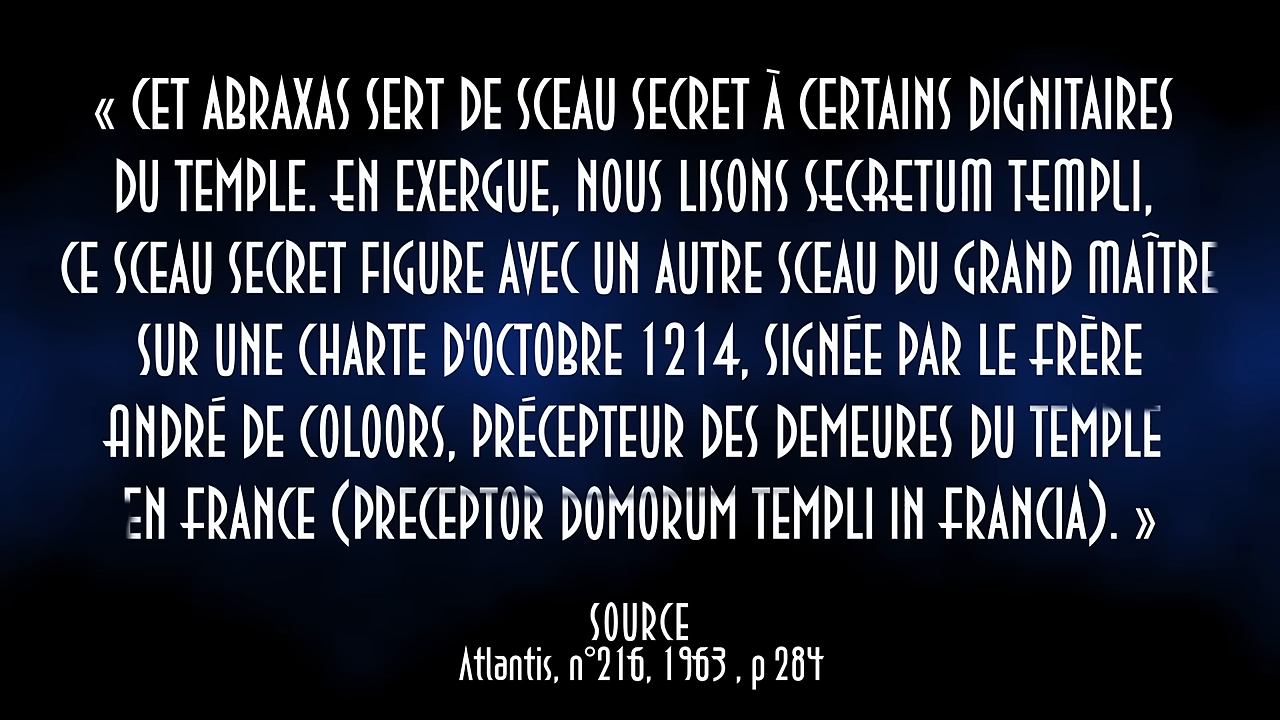 « CET ABRAXAS SERT DE SCEAU SECRET À CERTAINS DIGNITAIRES
DU TEMPLE. EN EXERGUE, NOUS LISONS SECRETUM TEMPLI,
CE SCEAU SECRET FIGURE AVEC UN AUTRE SCEAU DU GRAND MAÎTRE
SUR UNE CHARTE D'OCTOBRE 1214, SIGNÉE PAR LE FRÈRE
ANDRÉ DE COLOORS, PRÉCEPTEUR DES DEMEURES DU TEMPLE
EN FRANCE (PRECEPTOR DOMORUM TEMPLI IN FRANCIA). »
SOURCE
Atlantis, n°216, 1963 , p 284